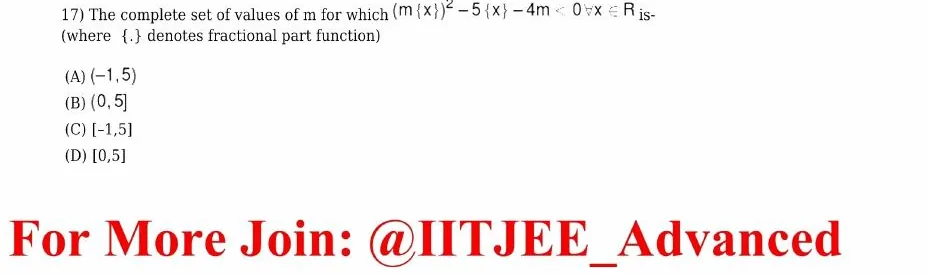 17) The complete set of values of m for which (m{x})² – 5{x} – 4m < 0 ∀x ∈ R is-
(where {.} denotes fractional part function)
(A) (–1,5)
(B) (0,5]
(C) [–1,5]
(D) [0,5]
For More Join: @IITJEE_Advanced